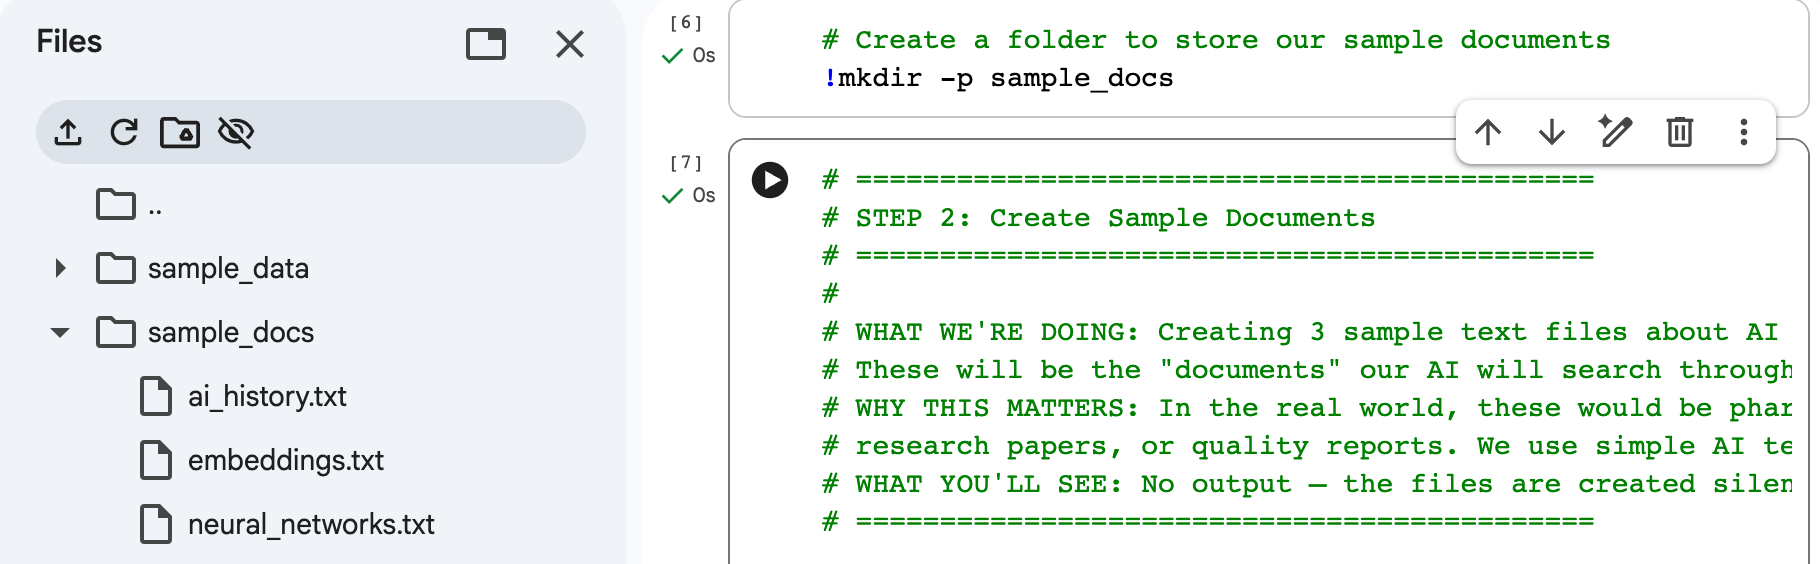 Files
..
sample_data
sample_docs
ai_history.txt
embeddings.txt
neural_networks.txt
[6]
0s
# Create a folder to store our sample documents
!mkdir -p sample_docs
[7]
0s
# ============================================
# STEP 2: Create Sample Documents
# ============================================
#
# WHAT WE'RE DOING: Creating 3 sample text files about AI
# These will be the "documents" our AI will search through
# WHY THIS MATTERS: In the real world, these would be phar
# research papers, or quality reports. We use simple AI te
# WHAT YOU'LL SEE: No output — the files are created silen
# ============================================